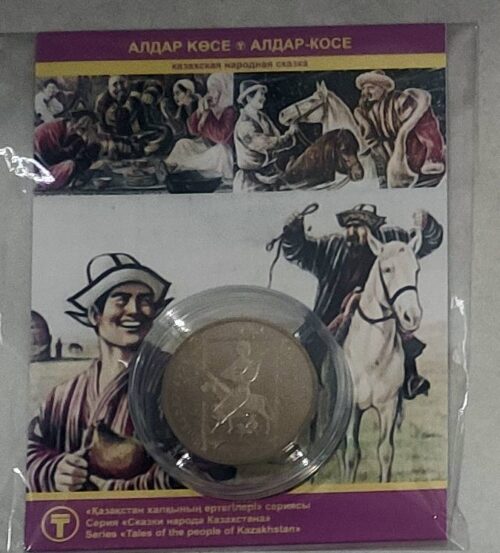 АЛДАР КӨСЕ Ⓣ АЛДАР-КОСЕ
казахская народная сказка
«Қазақстан халқының ертегілері» сериясы
Серия «Сказки народа Казахстана»
Series «Tales of the people of Kazakhstan»